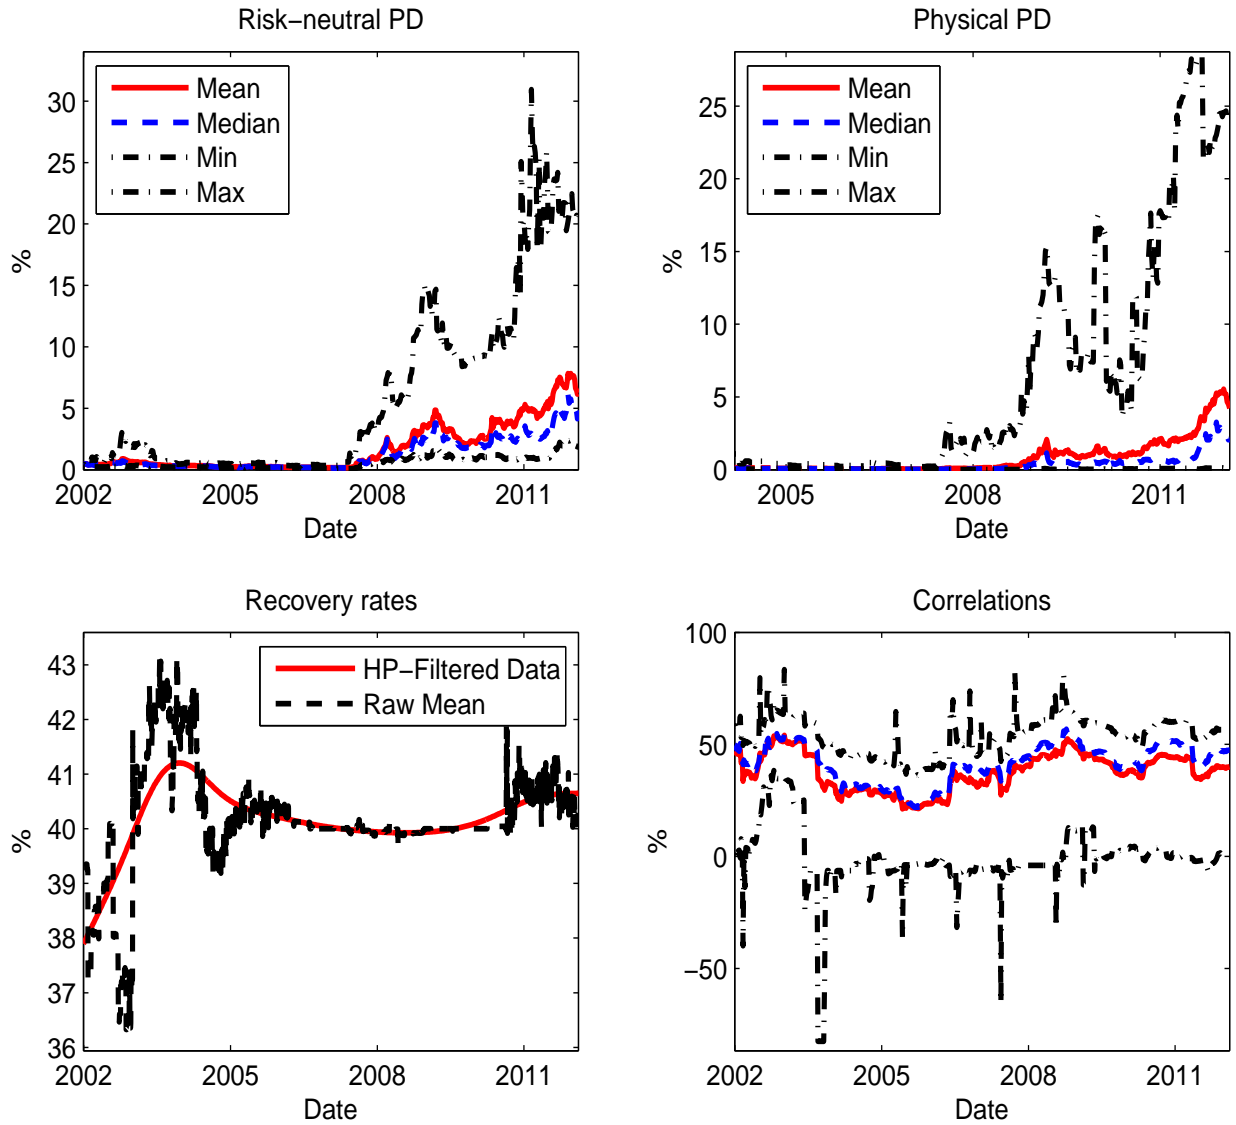 Risk−neutral PD
Mean
Median
Min
Max
30
25
20
15
10
5
0
%
2002
2005
2008
2011
Date
Physical PD
Mean
Median
Min
Max
25
20
15
10
5
0
%
2005
2008
2011
Date
Recovery rates
HP−Filtered Data
Raw Mean
43
42
41
40
39
38
37
36
%
2002
2005
2008
2011
Date
Correlations
100
50
0
−50
%
2002
2005
2008
2011
Date